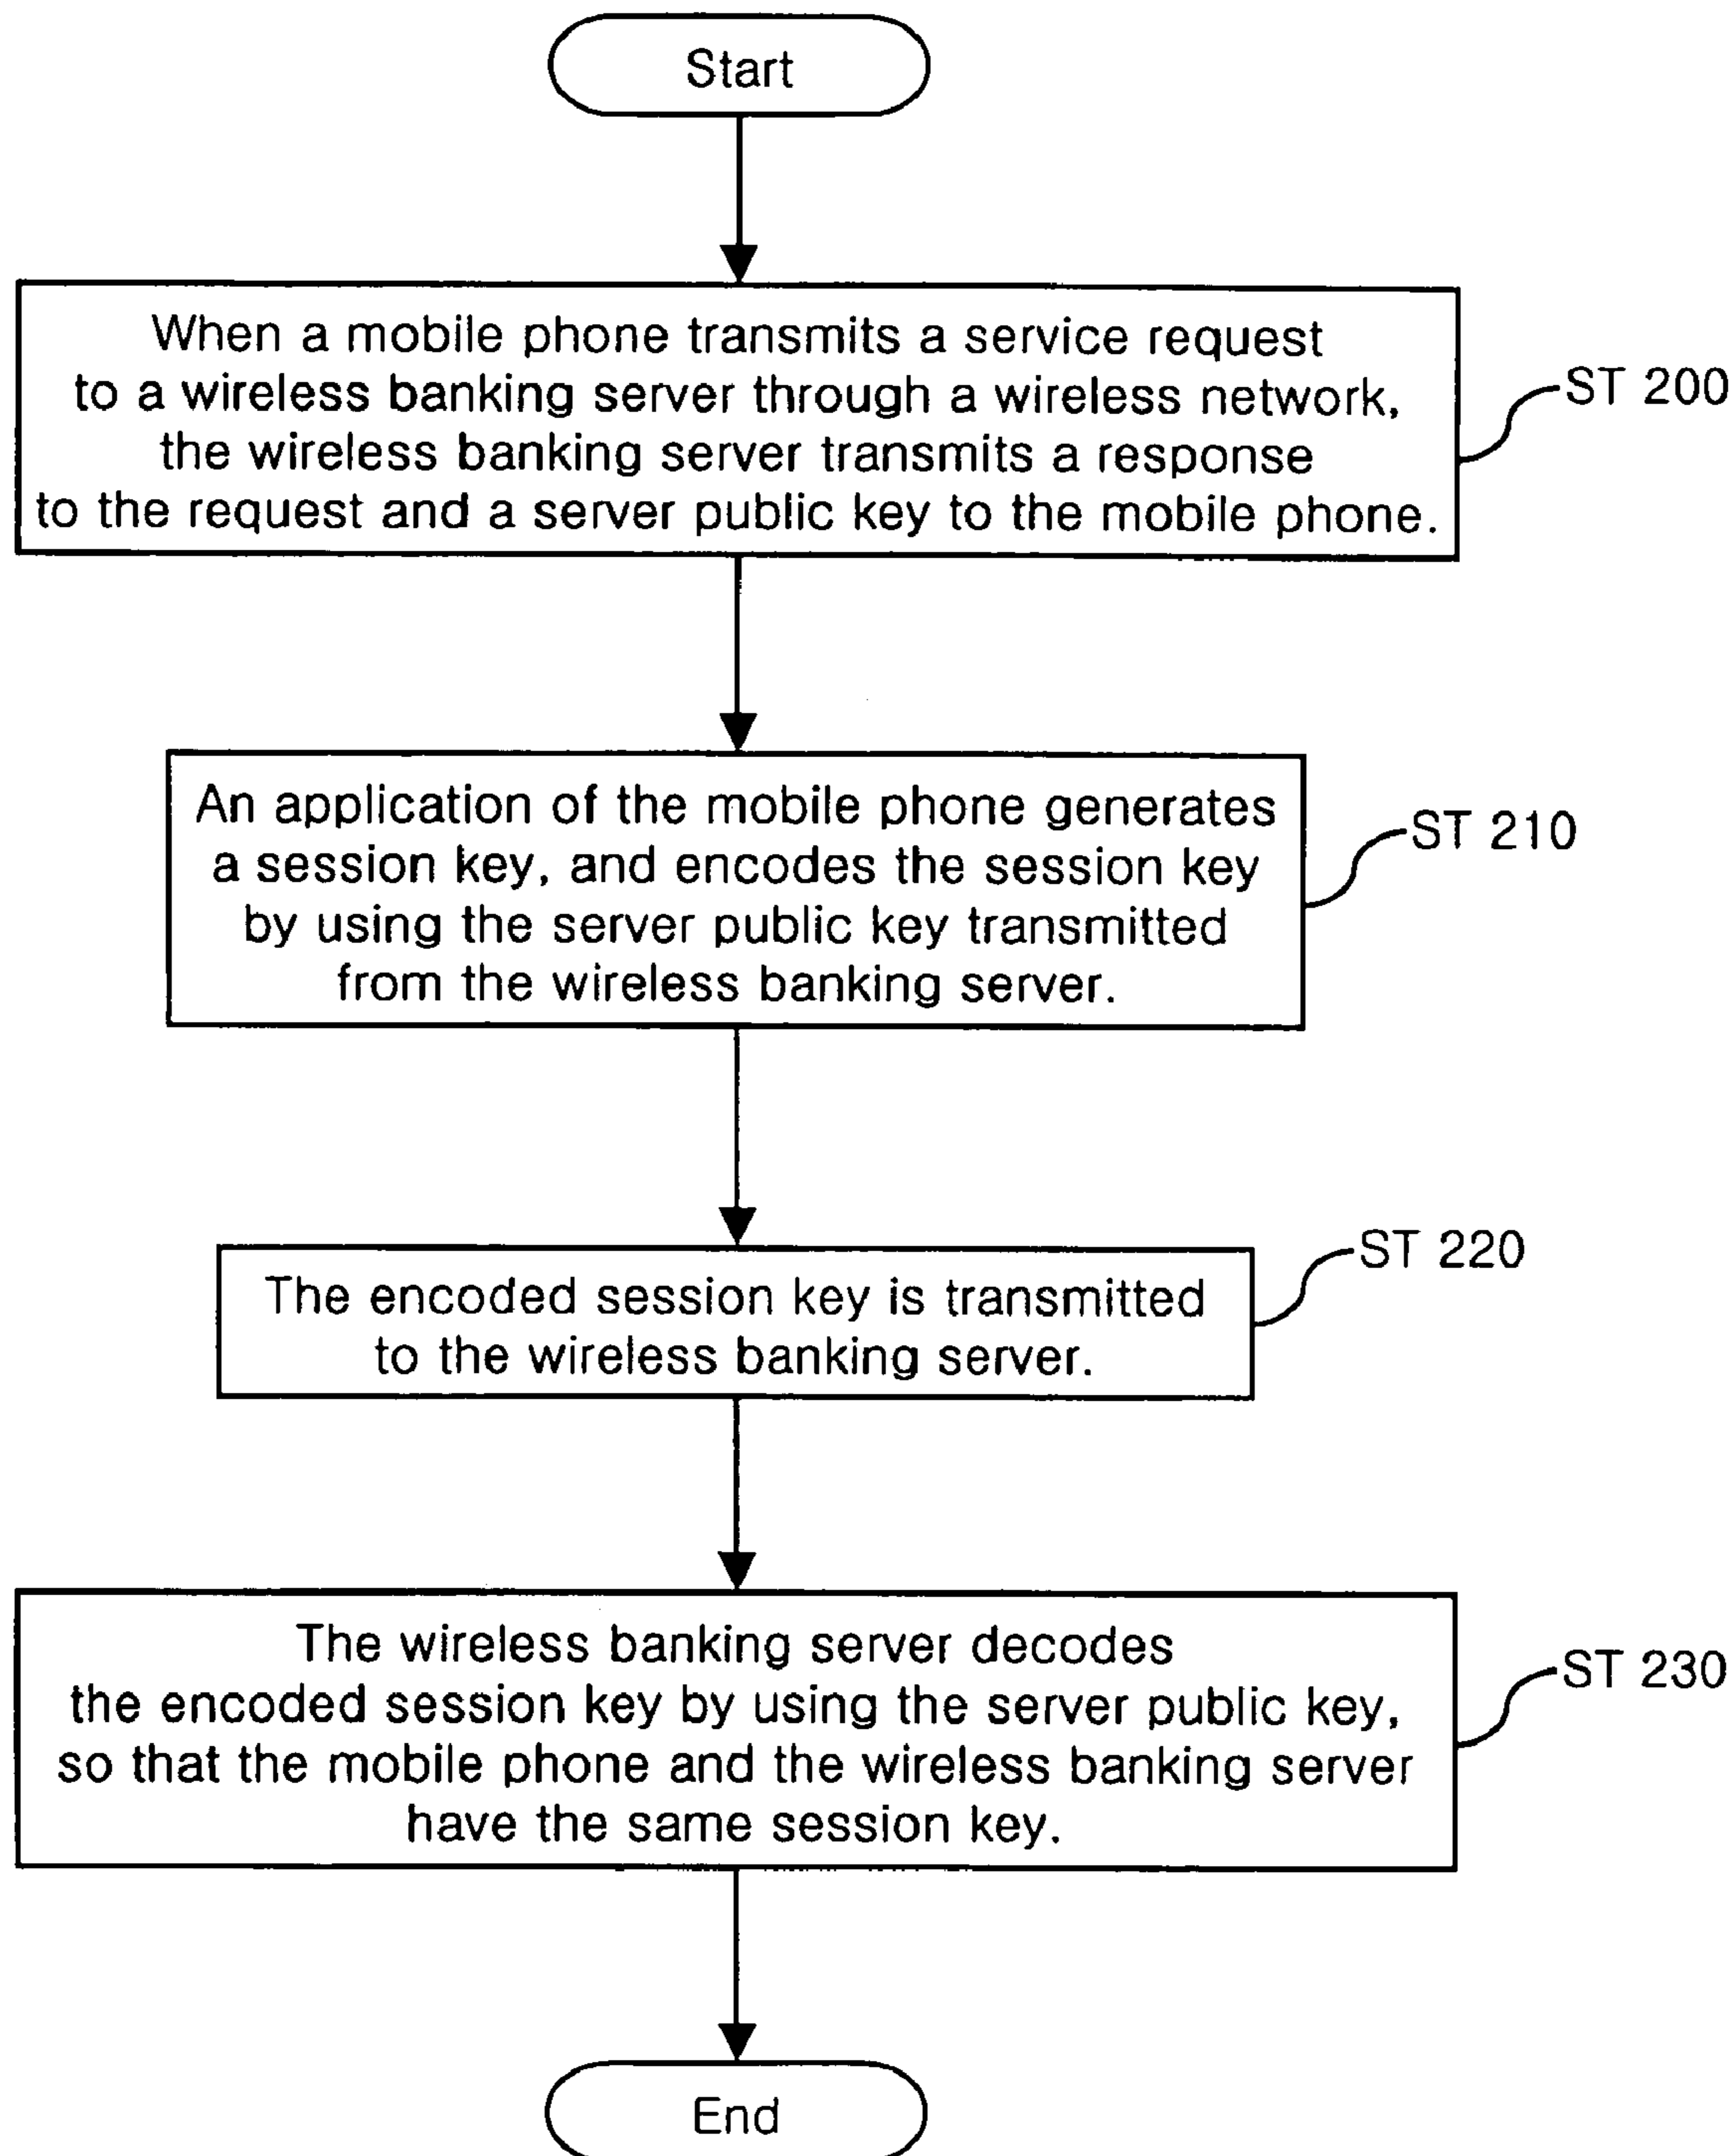 Start
When a mobile phone transmits a service request
to a wireless banking server through a wireless network,
the wireless banking server transmits a response
to the request and a server public key to the mobile phone.
ST 200
An application of the mobile phone generates
a session key, and encodes the session key
by using the server public key transmitted
from the wireless banking server.
ST 210
The encoded session key is transmitted
to the wireless banking server.
ST 220
The wireless banking server decodes
the encoded session key by using the server public key,
so that the mobile phone and the wireless banking server
have the same session key.
ST 230
End